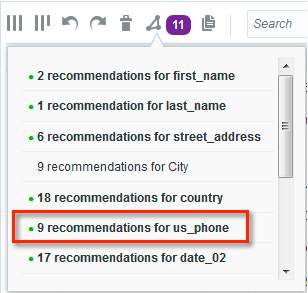 11
Search
2 recommendations for first_name
1 recommendation for last_name
6 recommendations for street_address
9 recommendations for City
18 recommendations for country
9 recommendations for us_phone
17 recommendations for date_02